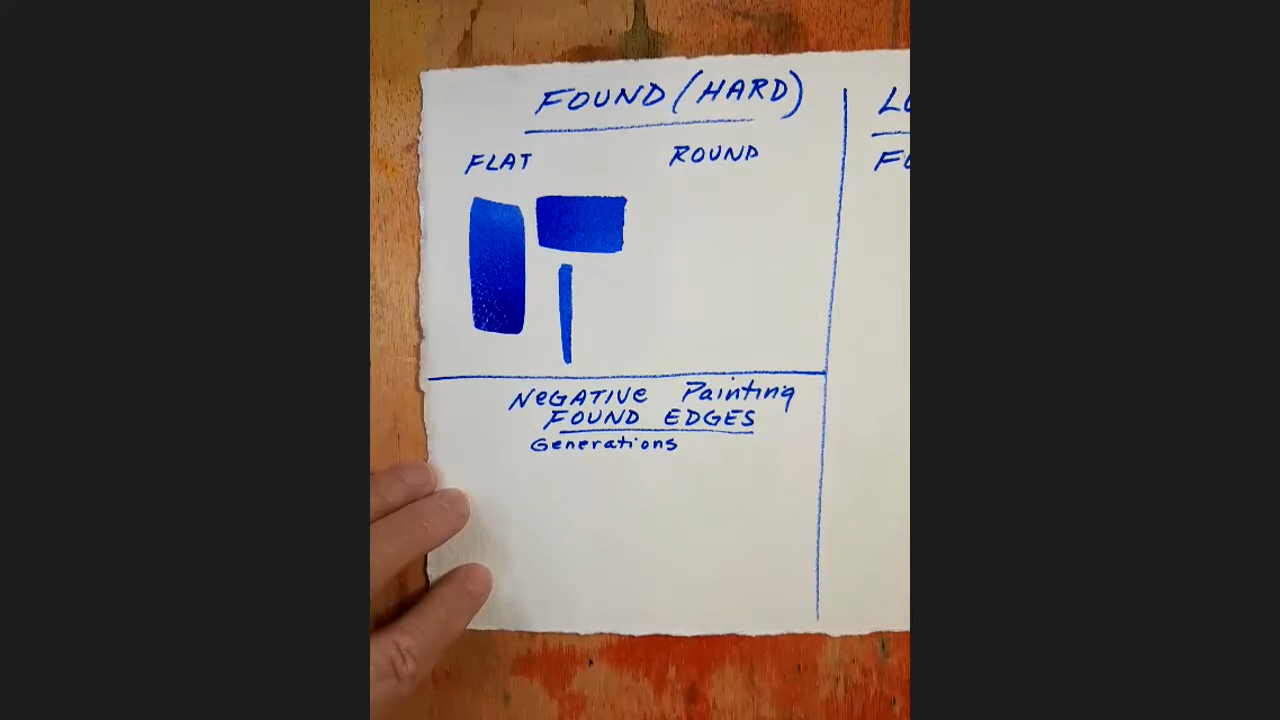 FOUND (HARD)
FLAT
ROUND
NeGATIVe Painting
FOUND EDGES
Generations